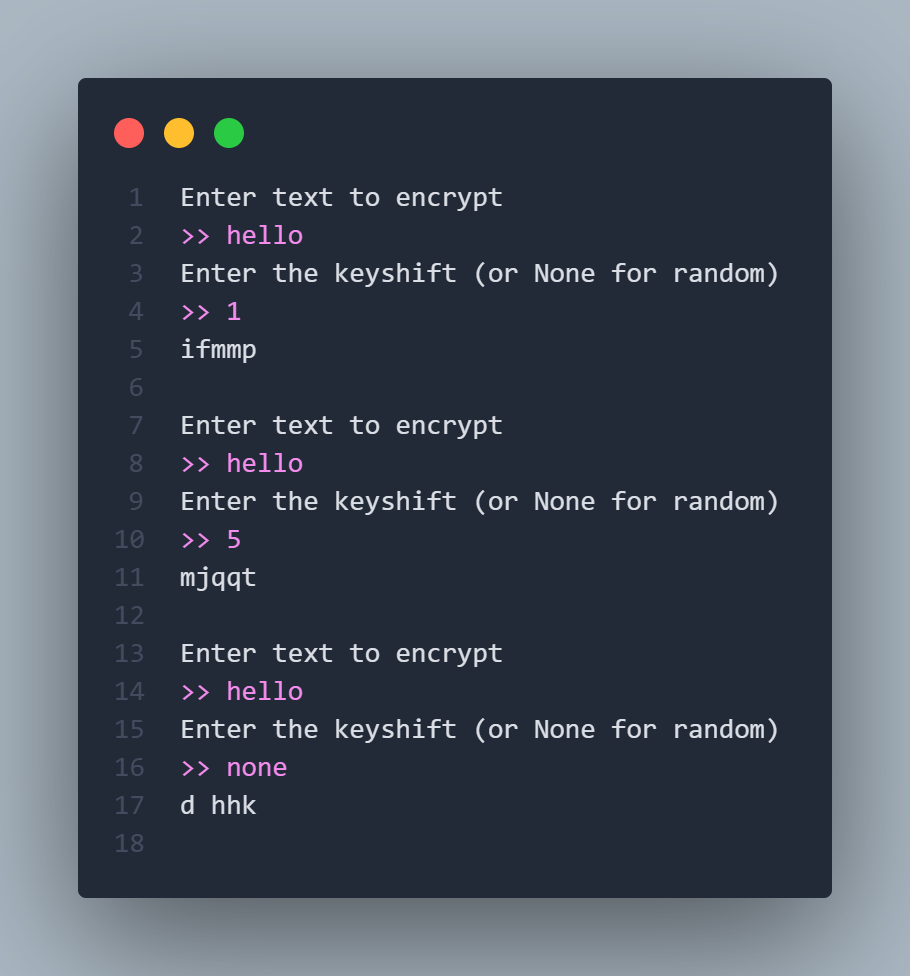 1 Enter text to encrypt
2 >> hello
3 Enter the keyshift (or None for random)
4 >> 1
5 ifmmp
6
7 Enter text to encrypt
8 >> hello
9 Enter the keyshift (or None for random)
10 >> 5
11 mjqqt
12
13 Enter text to encrypt
14 >> hello
15 Enter the keyshift (or None for random)
16 >> none
17 d hhk
18